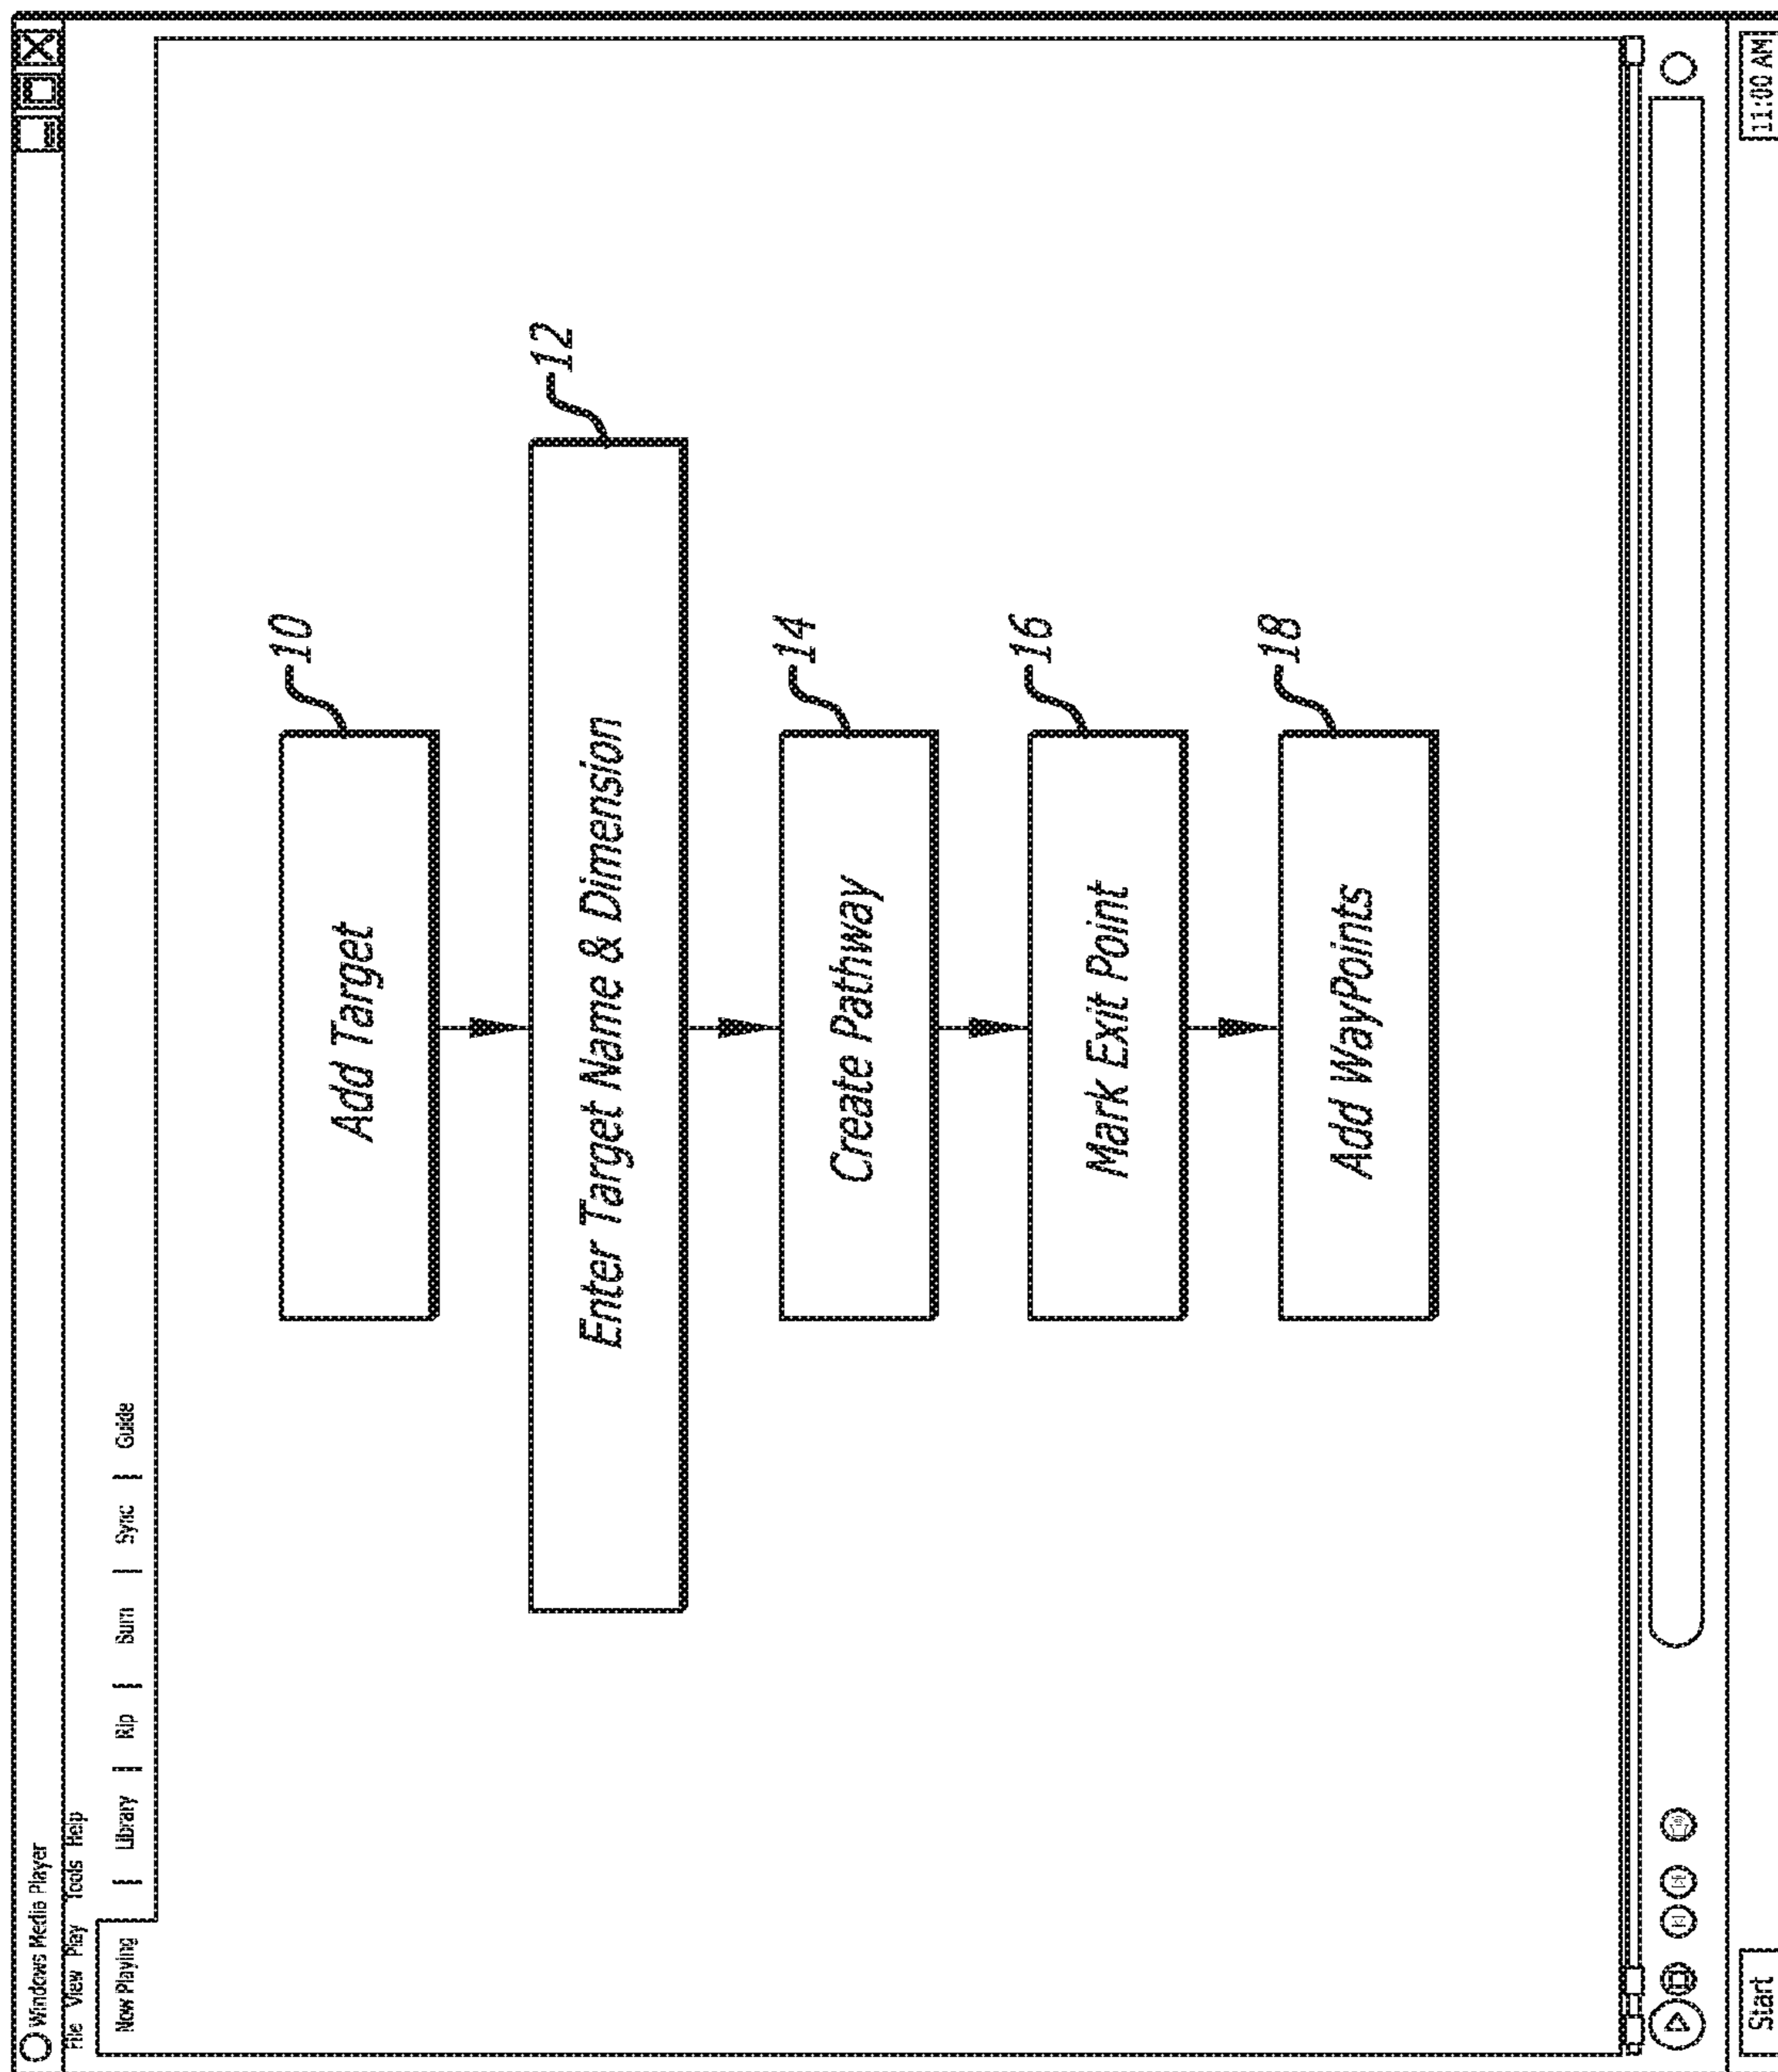 Windows Media Player
File View Play Tools Help
Now Playing | Library | Rip | Burn | Sync | Guide
10
Add Target
12
Enter Target Name & Dimension
14
Create Pathway
16
Mark Exit Point
18
Add WayPoints
Start
11:00 AM